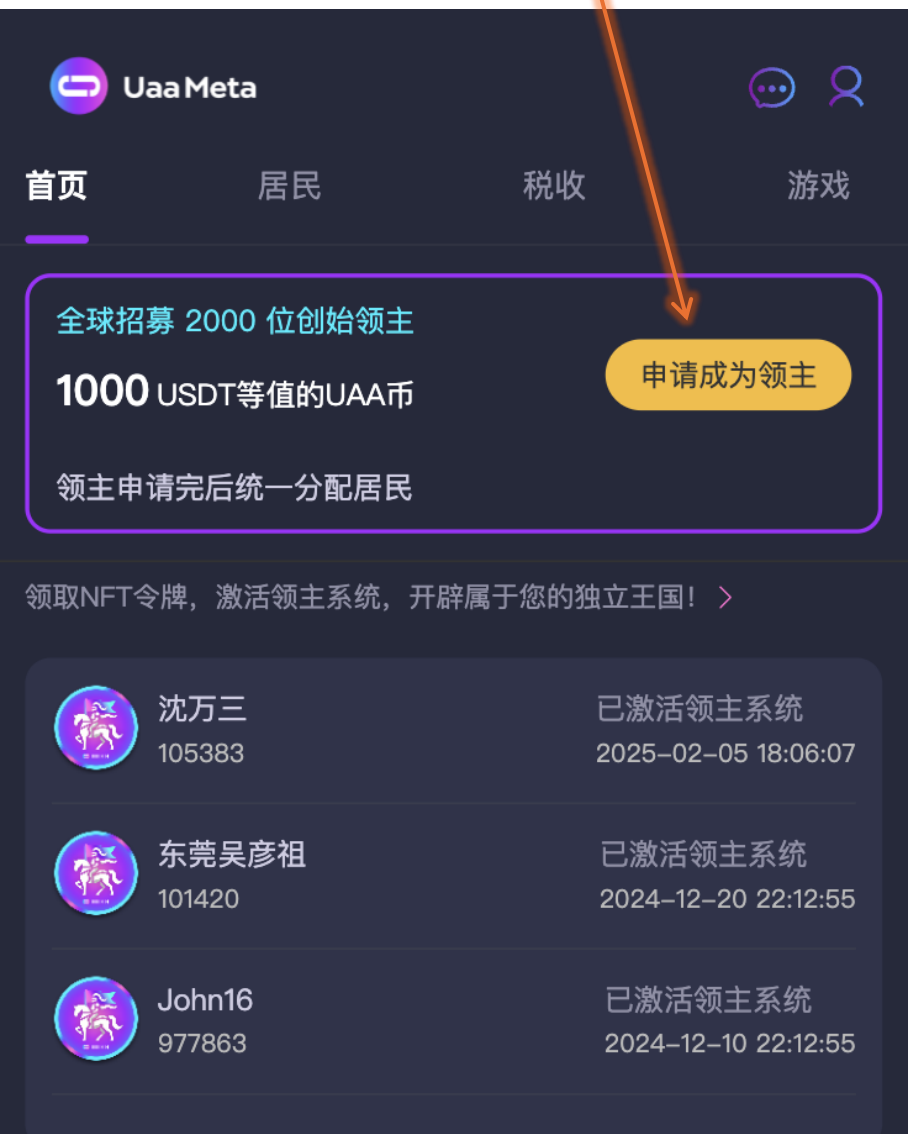 Uaa Meta
首页 居民 税收 游戏
全球招募 2000 位创始领主
1000 USDT等值的UAA币
申请成为领主
领主申请完后统一分配居民
领取NFT令牌，激活领主系统，开辟属于您的独立王国！
沈万三 已激活领主系统
105383 2025-02-05 18:06:07
东莞吴彦祖 已激活领主系统
101420 2024-12-20 22:12:55
John16 已激活领主系统
977863 2024-12-10 22:12:55